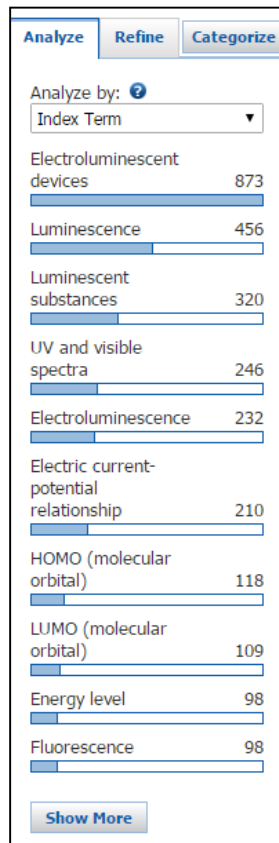 Analyze Refine Categorize
Analyze by: ?
Index Term
Electroluminescent
devices 873
Luminescence 456
Luminescent
substances 320
UV and visible
spectra 246
Electroluminescence 232
Electric current-
potential
relationship 210
HOMO (molecular
orbital) 118
LUMO (molecular
orbital) 109
Energy level 98
Fluorescence 98
Show More